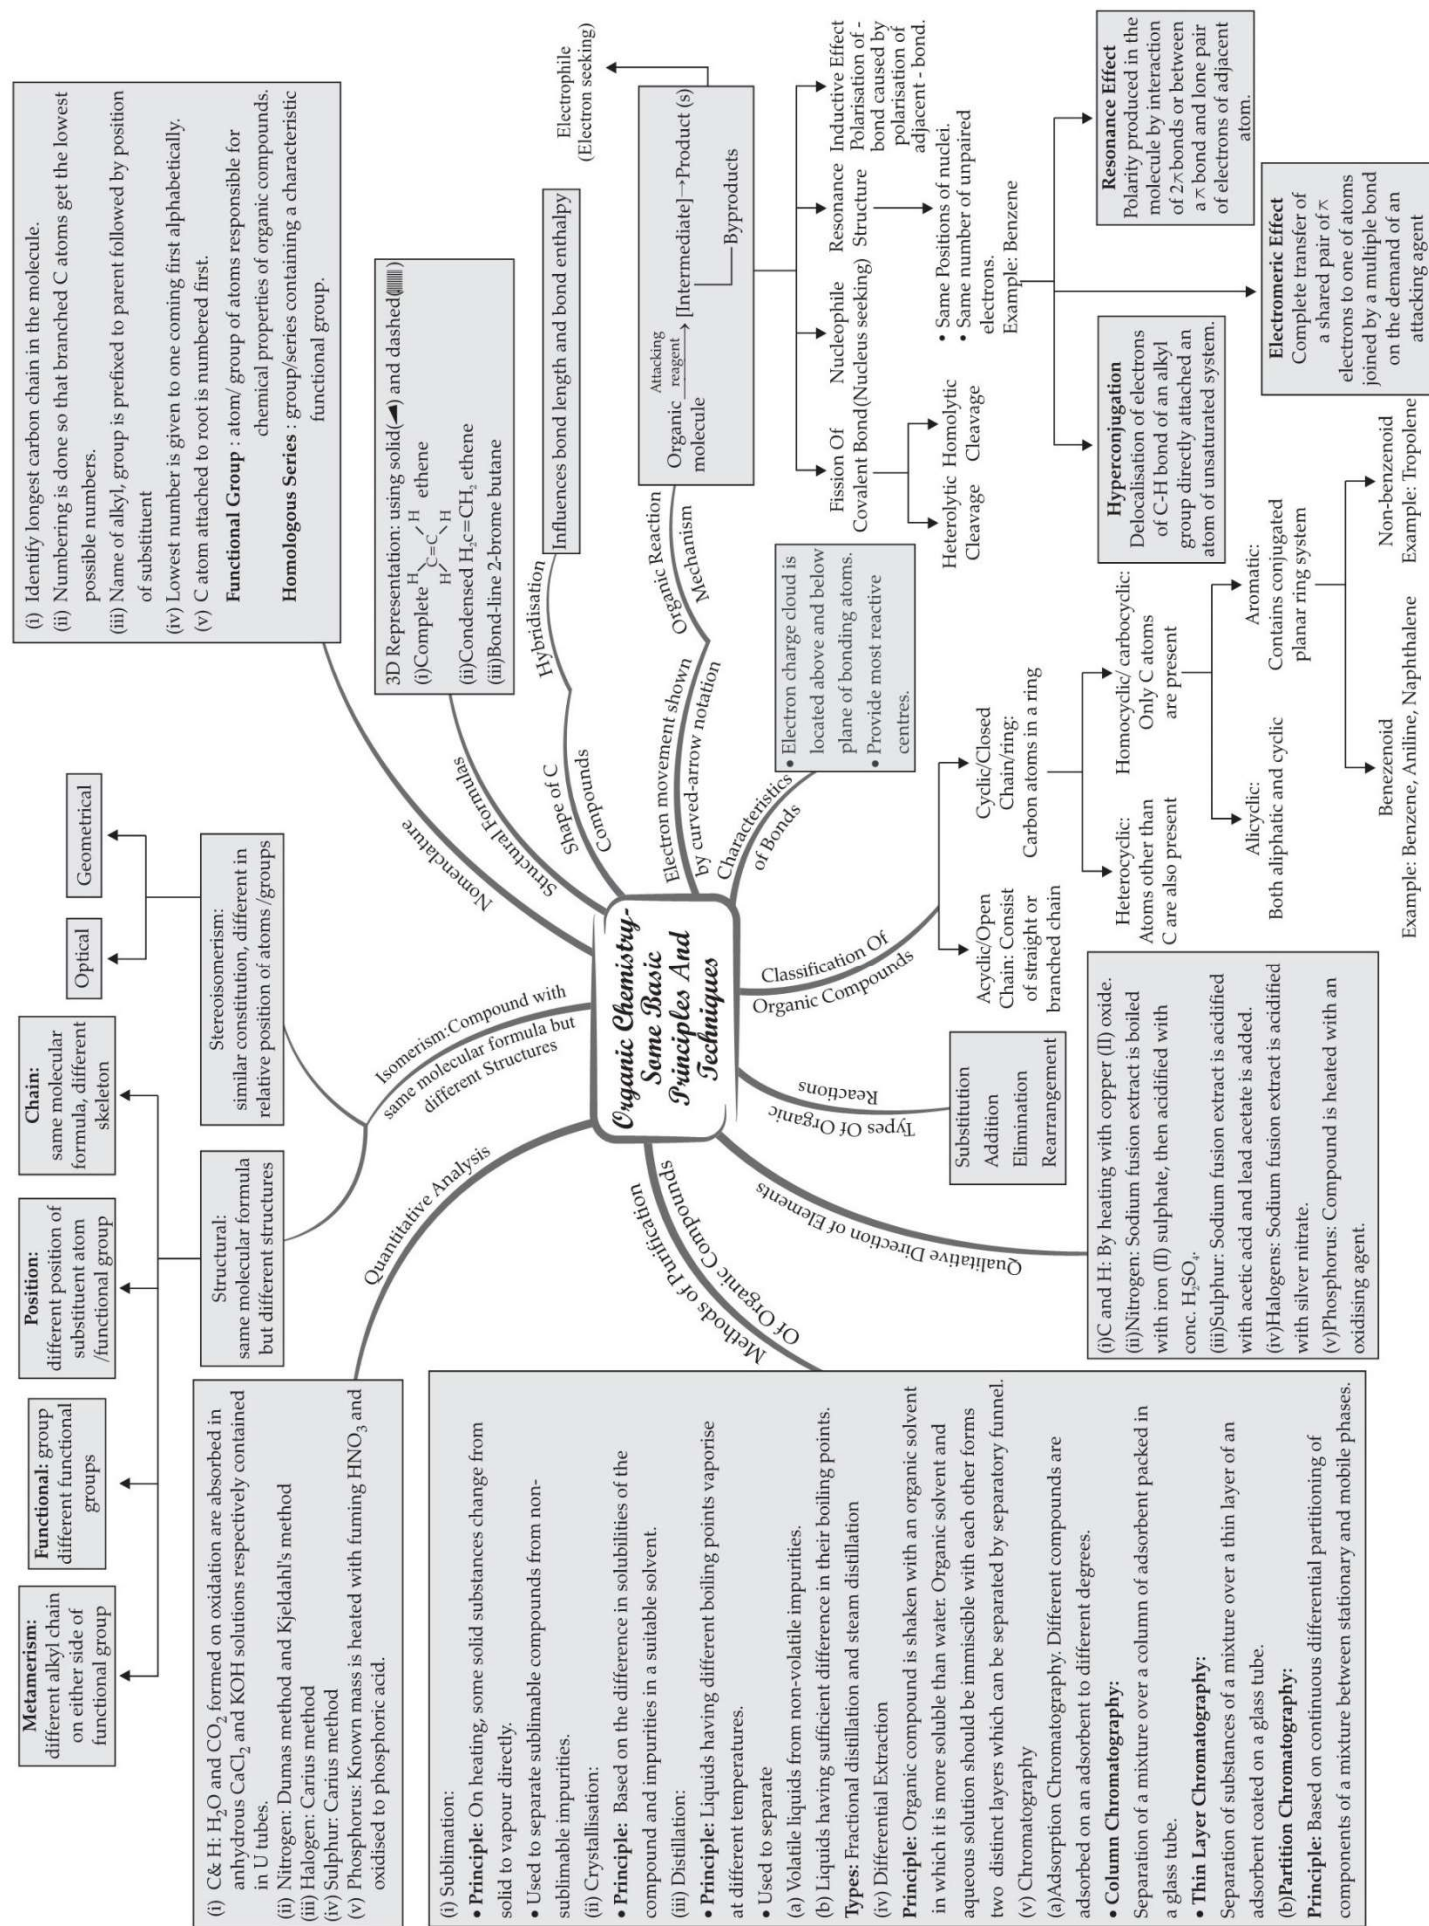 Organic Chemistry-
Some Basic
Principles And
Techniques
Nomenclature
(i) Identify longest carbon chain in the molecule.
(ii) Numbering is done so that branched C atoms get the lowest
possible numbers.
(iii) Name of alkyl, group is prefixed to parent followed by position
of substituent
(iv) Lowest number is given to one coming first alphabetically.
(v) C atom attached to root is numbered first.
Functional Group : atom/ group of atoms responsible for
chemical properties of organic compounds.
Homologous Series : group/series containing a characteristic
functional group.
Structural Formulas
3D Representation: using solid( ) and dashed( )
(i)Complete H H C=C H H ethene
(ii)Condensed H₂c=CH₂ ethene
(iii)Bond-line 2-brome butane
Shape of C
Compounds
Hybridisation
Influences bond length and bond enthalpy
Electron movement shown
by curved-arrow notation
Organic Reaction
Mechanism
Organic
molecule
Attacking
reagent
[Intermediate]→Product (s)
Byproducts
Electrophile
(Electron seeking)
Fission Of
Covalent Bond
Heterolytic
Cleavage
Homolytic
Cleavage
Nucleophile
(Nucleus seeking)
Resonance
Structure
• Same Positions of nuclei.
• Same number of unpaired
electrons.
Example: Benzene
Inductive Effect
Polarisation of -
bond caused by
polarisation of
adjacent - bond.
Hyperconjugation
Delocalisation of electrons
of C-H bond of an alkyl
group directly attached an
atom of unsaturated system.
Electromeric Effect
Complete transfer of
a shared pair of π
electrons to one of atoms
joined by a multiple bond
on the demand of an
attacking agent
Resonance Effect
Polarity produced in the
molecule by interaction
of 2π bonds or between
a π bond and lone pair
of electrons of adjacent
atom.
Characteristics
of Bonds
• Electron charge cloud is
located above and below
plane of bonding atoms.
• Provide most reactive
centres.
Classification Of
Organic Compounds
Acyclic/Open
Chain: Consist
of straight or
branched chain
Cyclic/Closed
Chain/ring:
Carbon atoms in a ring
Heterocyclic:
Atoms other than
C are also present
Homocyclic/ carbocyclic:
Only C atoms
are present
Alicyclic:
Both aliphatic and cyclic
Aromatic:
Contains conjugated
planar ring system
Benezenoid
Example: Benzene, Aniline, Naphthalene
Non-benzenoid
Example: Tropolene
Types Of Organic
Reactions
Substitution
Addition
Elimination
Rearrangement
Qualitative Direction of Elements
(i)C and H: By heating with copper (II) oxide.
(ii)Nitrogen: Sodium fusion extract is boiled
with iron (II) sulphate, then acidified with
conc. H₂SO₄.
(iii)Sulphur: Sodium fusion extract is acidified
with acetic acid and lead acetate is added.
(iv)Halogens: Sodium fusion extract is acidified
with silver nitrate.
(v)Phosphorus: Compound is heated with an
oxidising agent.
Methods of Purification
Of Organic Compounds
(i) Sublimation:
• Principle: On heating, some solid substances change from
solid to vapour directly.
• Used to separate sublimable compounds from non-
sublimable impurities.
(ii) Crystallisation:
• Principle: Based on the difference in solubilities of the
compound and impurities in a suitable solvent.
(iii) Distillation:
• Principle: Liquids having different boiling points vaporise
at different temperatures.
• Used to separate
(a) Volatile liquids from non-volatile impurities.
(b) Liquids having sufficient difference in their boiling points.
Types: Fractional distillation and steam distillation
(iv) Differential Extraction
Principle: Organic compound is shaken with an organic solvent
in which it is more soluble than water. Organic solvent and
aqueous solution should be immiscible with each other forms
two distinct layers which can be separated by separatory funnel.
(v) Chromatography
(a)Adsorption Chromatography. Different compounds are
adsorbed on an adsorbent to different degrees.
• Column Chromatography:
Separation of a mixture over a column of adsorbent packed in
a glass tube.
• Thin Layer Chromatography:
Separation of substances of a mixture over a thin layer of an
adsorbent coated on a glass tube.
(b)Partition Chromatography:
Principle: Based on continuous differential partitioning of
components of a mixture between stationary and mobile phases.
Quantitative Analysis
(i) C& H: H₂O and CO₂ formed on oxidation are absorbed in
anhydrous CaCl₂ and KOH solutions respectively contained
in U tubes.
(ii) Nitrogen: Dumas method and Kjeldahl's method
(iii) Halogen: Carius method
(iv) Sulphur: Carius method
(v) Phosphorus: Known mass is heated with fuming HNO₃ and
oxidised to phosphoric acid.
Isomerism:Compound with
same molecular formula but
different Structures
Structural:
same molecular formula
but different structures
Metamerism:
different alkyl chain
on either side of
functional group
Functional: group
different functional
groups
Position:
different position of
substituent atom
/functional group
Chain:
same molecular
formula, different
skeleton
Stereoisomerism:
similar constitution, different in
relative position of atoms/groups
Optical
Geometrical